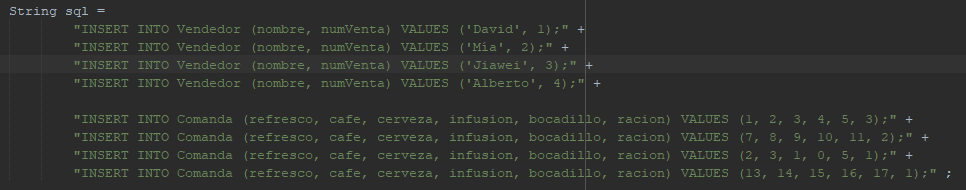 String sql =
"INSERT INTO Vendedor (nombre, numVenta) VALUES ('David', 1);" +
"INSERT INTO Vendedor (nombre, numVenta) VALUES ('Mía', 2);" +
"INSERT INTO Vendedor (nombre, numVenta) VALUES ('Jiawei', 3);" +
"INSERT INTO Vendedor (nombre, numVenta) VALUES ('Alberto', 4);" +
"INSERT INTO Comanda (refresco, cafe, cerveza, infusion, bocadillo, racion) VALUES (1, 2, 3, 4, 5, 3);" +
"INSERT INTO Comanda (refresco, cafe, cerveza, infusion, bocadillo, racion) VALUES (7, 8, 9, 10, 11, 2);" +
"INSERT INTO Comanda (refresco, cafe, cerveza, infusion, bocadillo, racion) VALUES (2, 3, 1, 0, 5, 1);" +
"INSERT INTO Comanda (refresco, cafe, cerveza, infusion, bocadillo, racion) VALUES (13, 14, 15, 16, 17, 1);" ;